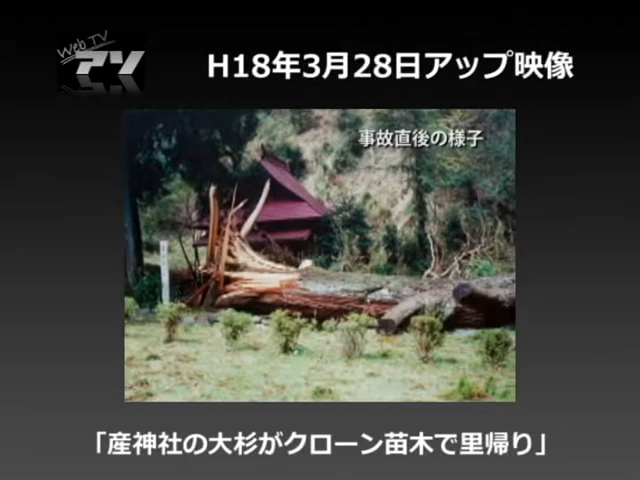 Web TV
アソ
H18年3月28日アップ映像
事故直後の様子
「産神社の大杉がクローン苗木で里帰り」